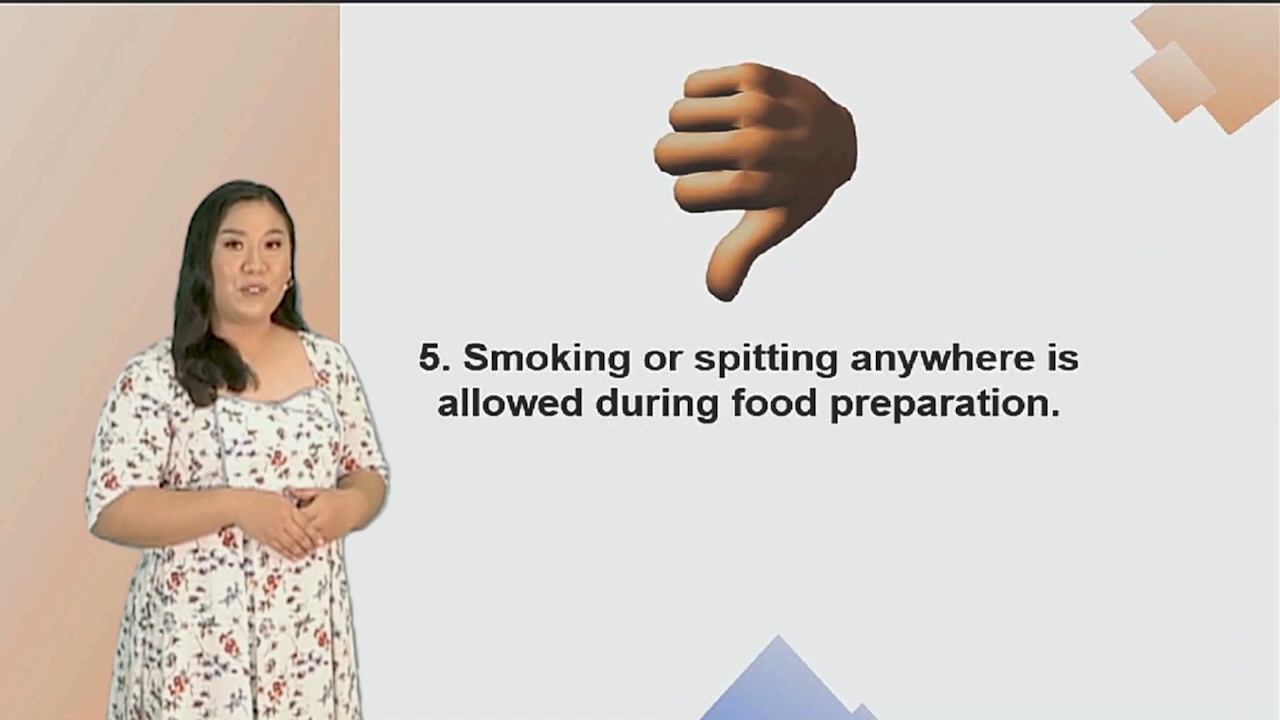 5. Smoking or spitting anywhere is
allowed during food preparation.